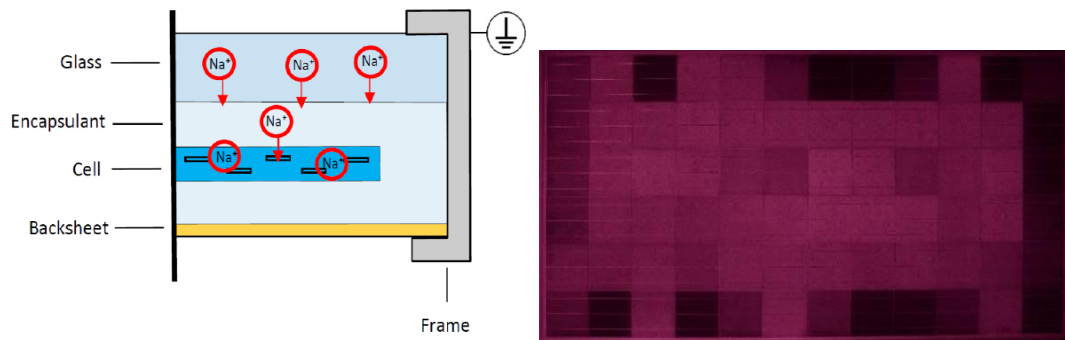 Glass
Na⁺
Na⁺
Na⁺
Encapsulant
Na⁺
Cell
Na⁺
Na⁺
Backsheet
Frame